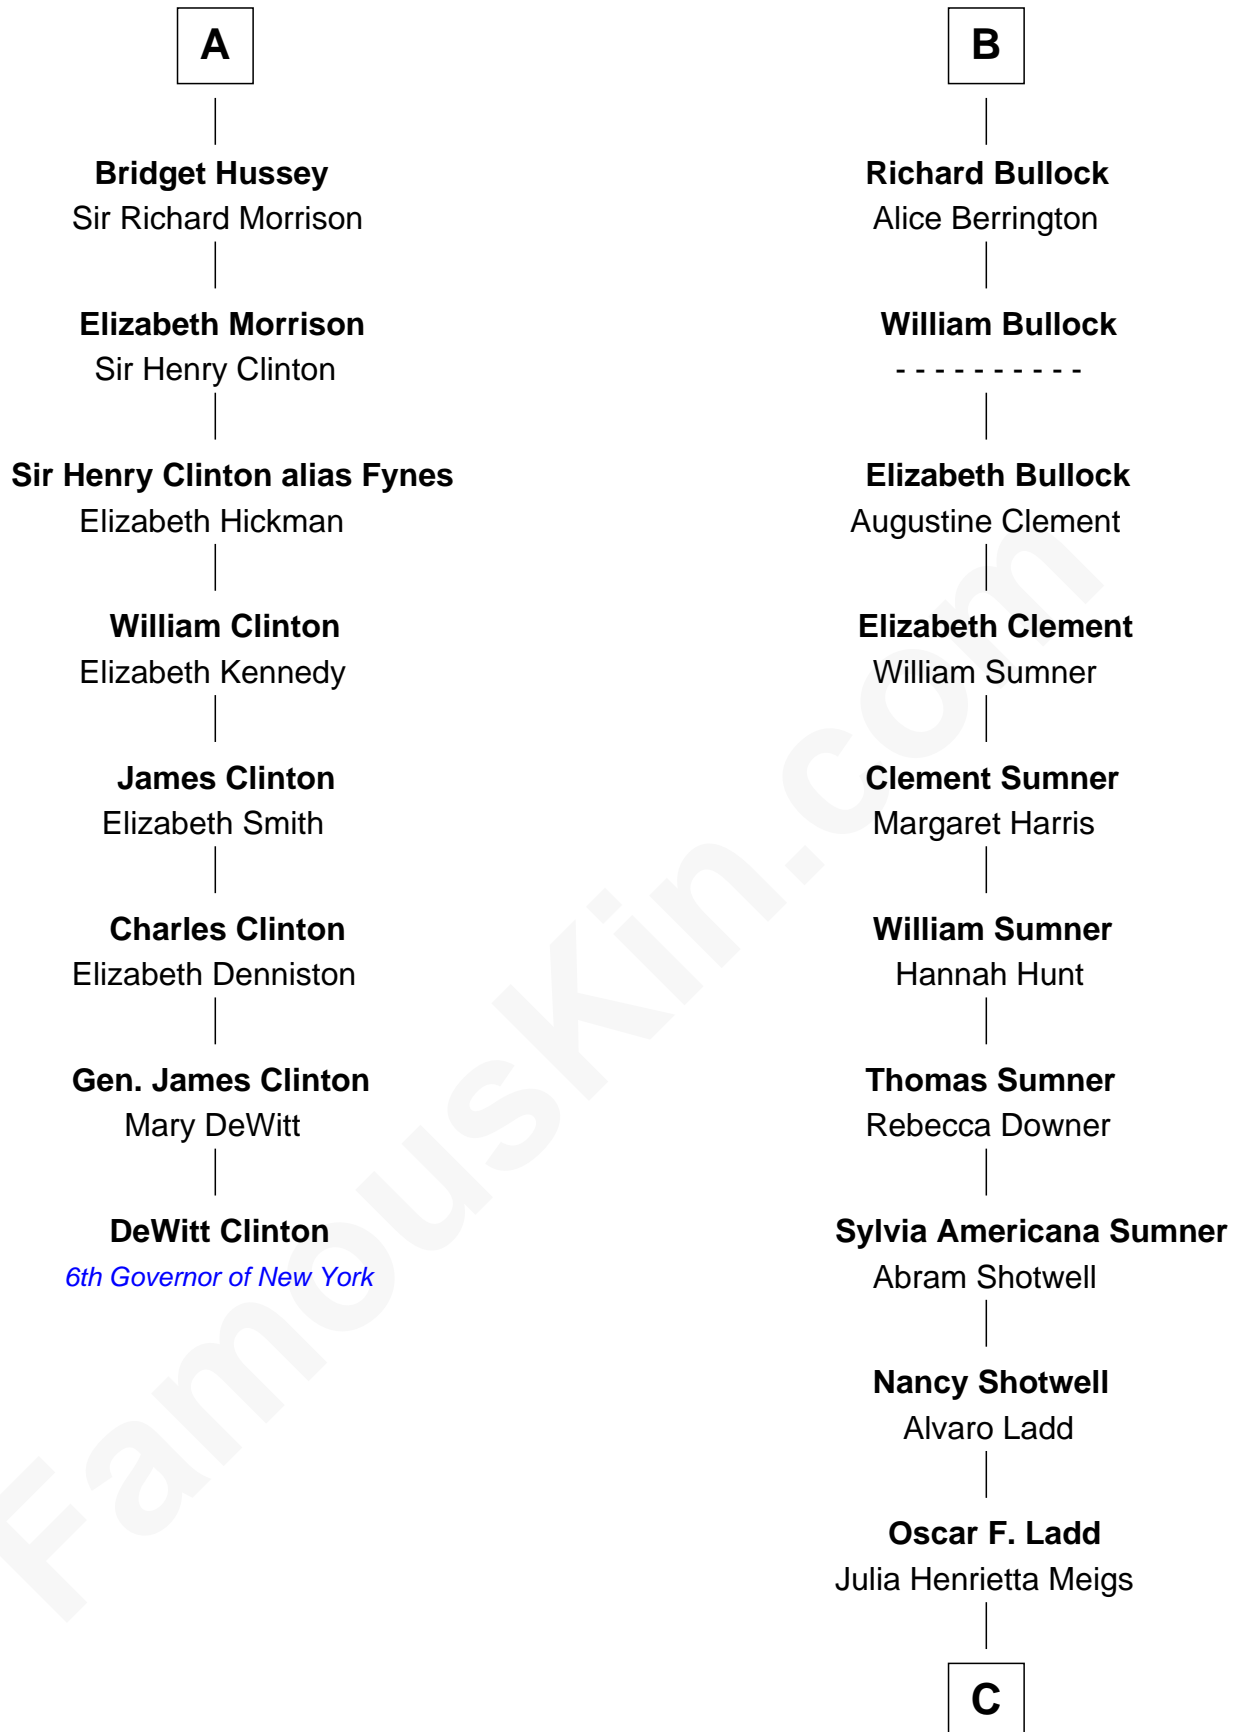 A
Bridget Hussey
Sir Richard Morrison
Elizabeth Morrison
Sir Henry Clinton
Sir Henry Clinton alias Fynes
Elizabeth Hickman
William Clinton
Elizabeth Kennedy
James Clinton
Elizabeth Smith
Charles Clinton
Elizabeth Denniston
Gen. James Clinton
Mary DeWitt
DeWitt Clinton
6th Governor of New York
B
Richard Bullock
Alice Berrington
William Bullock
- - - - - - - - - -
Elizabeth Bullock
Augustine Clement
Elizabeth Clement
William Sumner
Clement Sumner
Margaret Harris
William Sumner
Hannah Hunt
Thomas Sumner
Rebecca Downer
Sylvia Americana Sumner
Abram Shotwell
Nancy Shotwell
Alvaro Ladd
Oscar F. Ladd
Julia Henrietta Meigs
C
FamousKin.com